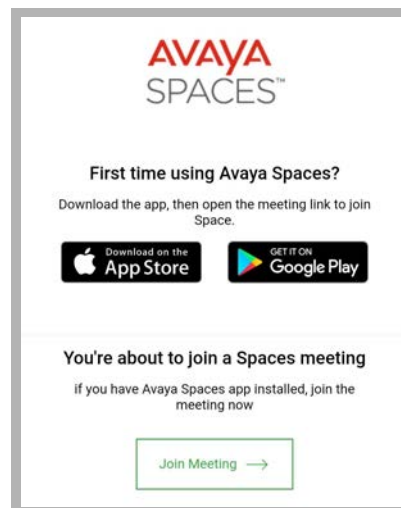 AVAYA
SPACES™
First time using Avaya Spaces?
Download the app, then open the meeting link to join
Space.
Download on the
App Store
GET IT ON
Google Play
You're about to join a Spaces meeting
if you have Avaya Spaces app installed, join the
meeting now
Join Meeting →